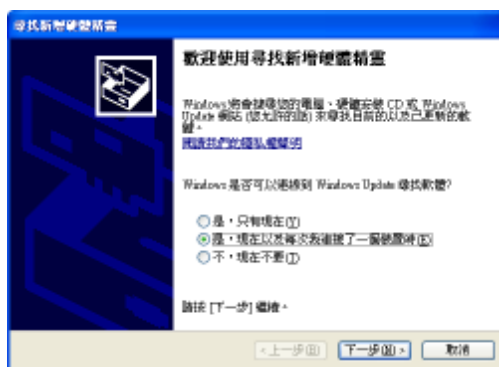 尋找新增硬體精靈
歡迎使用尋找新增硬體精靈
Windows 將會搜尋您的電腦、硬體安裝 CD 或 Windows
Update 網站 (您允許的話) 來尋找目前的以及已更新的軟
體。
閱讀我們的隱私權聲明
Windows 是否可以連線到 Windows Update 尋找軟體?
是，只有現在(Y)
是，現在以及每次我連接了一個裝置時(E)
不，現在不要(T)
請按 [下一步] 繼續。
<上一步(B) 下一步(N)> 取消